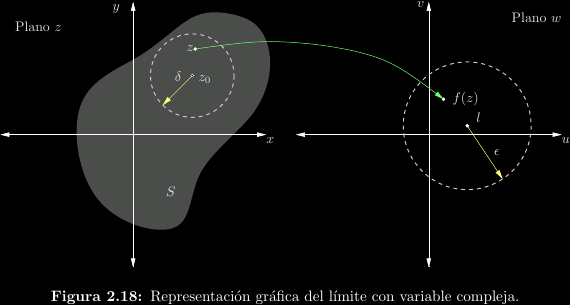 Plano z
y
z
δ
z₀
x
S
Plano w
v
f(z)
l
ϵ
u
Figura 2.18: Representación gráfica del límite con variable compleja.